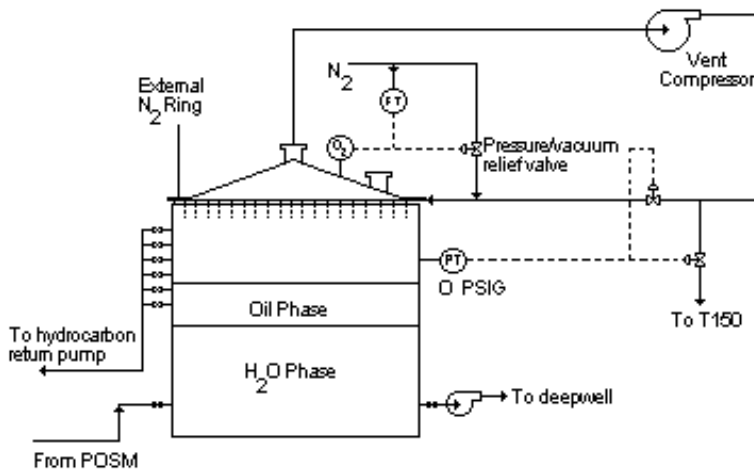 Vent
Compressor
N2
External
N2 Ring
FT
O2
Pressure/vacuum
relief valve
PT
O PSIG
Oil Phase
To T150
To hydrocarbon
return pump
H2O Phase
To deepwell
From POSM